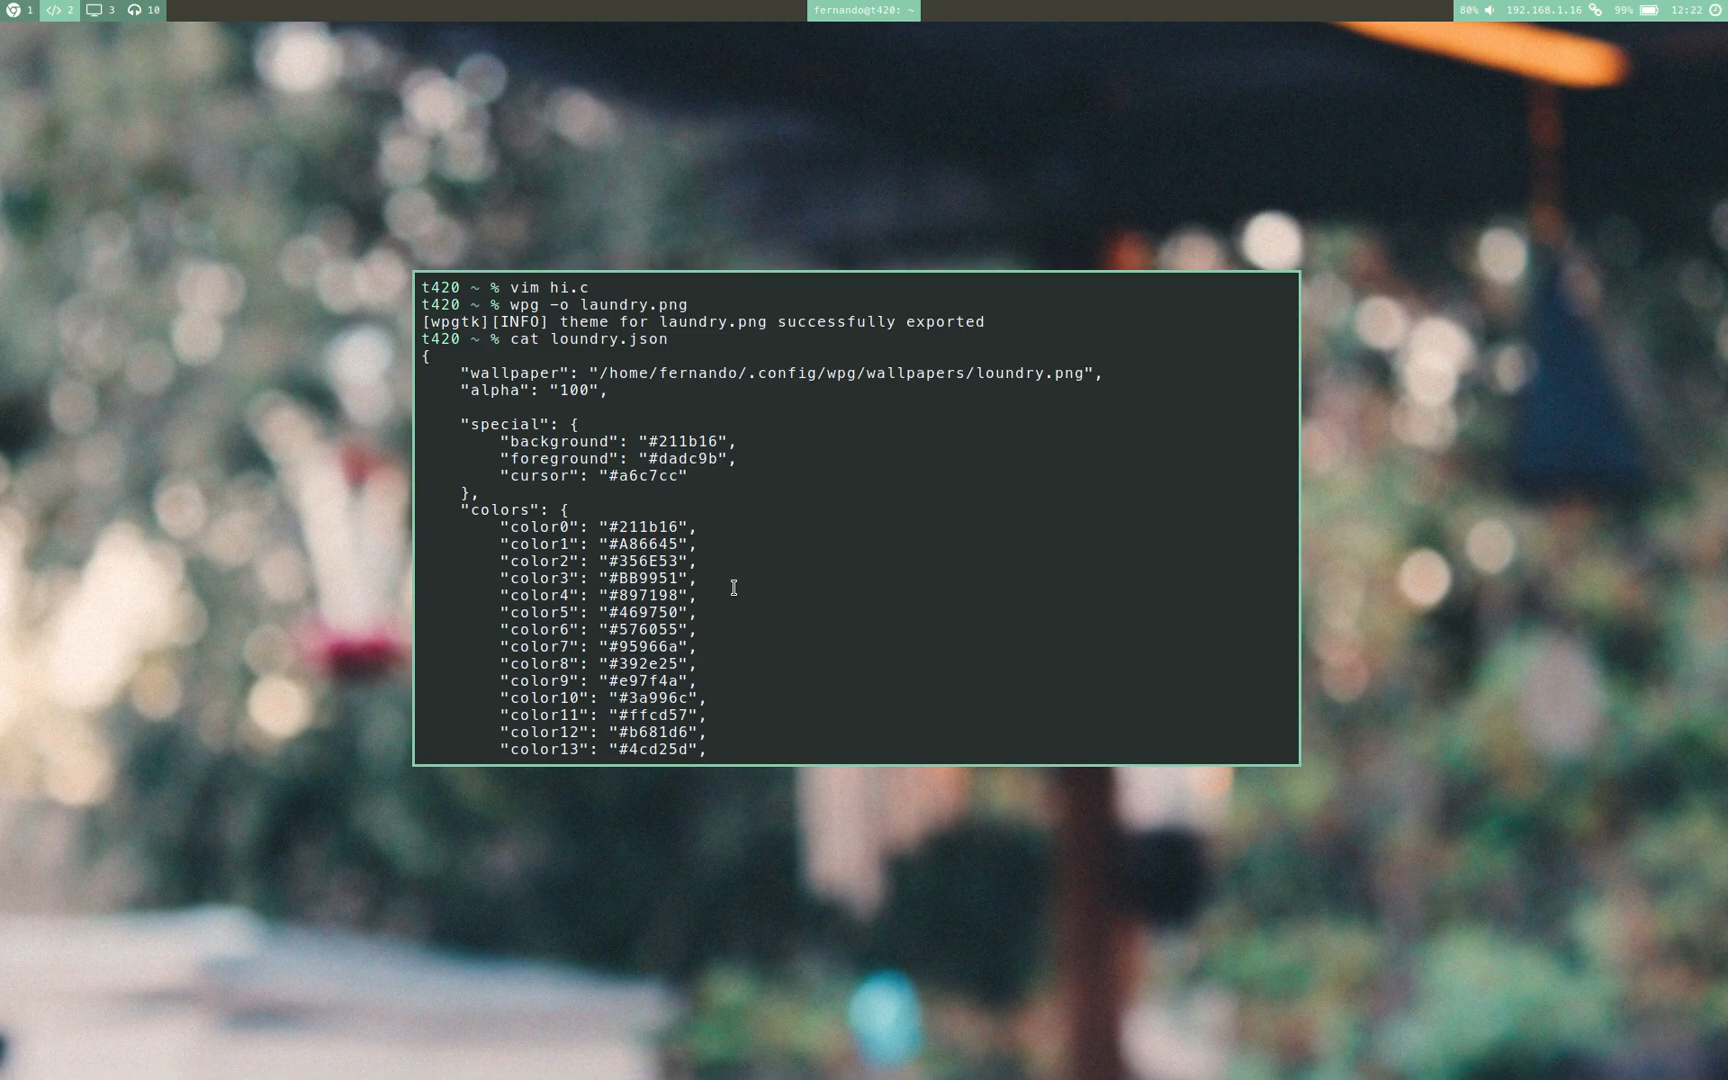 1 </> 2 3 10 fernando@t420: ~ 80% 192.168.1.16 99% 12:22
t420 ~ % vim hi.c
t420 ~ % wpg -o laundry.png
[wpgtk][INFO] theme for laundry.png successfully exported
t420 ~ % cat loundry.json
{
    "wallpaper": "/home/fernando/.config/wpg/wallpapers/loundry.png",
    "alpha": "100",
    "special": {
        "background": "#211b16",
        "foreground": "#dadc9b",
        "cursor": "#a6c7cc"
    },
    "colors": {
        "color0": "#211b16",
        "color1": "#A86645",
        "color2": "#356E53",
        "color3": "#BB9951",
        "color4": "#897198",
        "color5": "#469750",
        "color6": "#576055",
        "color7": "#95966a",
        "color8": "#392e25",
        "color9": "#e97f4a",
        "color10": "#3a996c",
        "color11": "#ffcd57",
        "color12": "#b681d6",
        "color13": "#4cd25d",